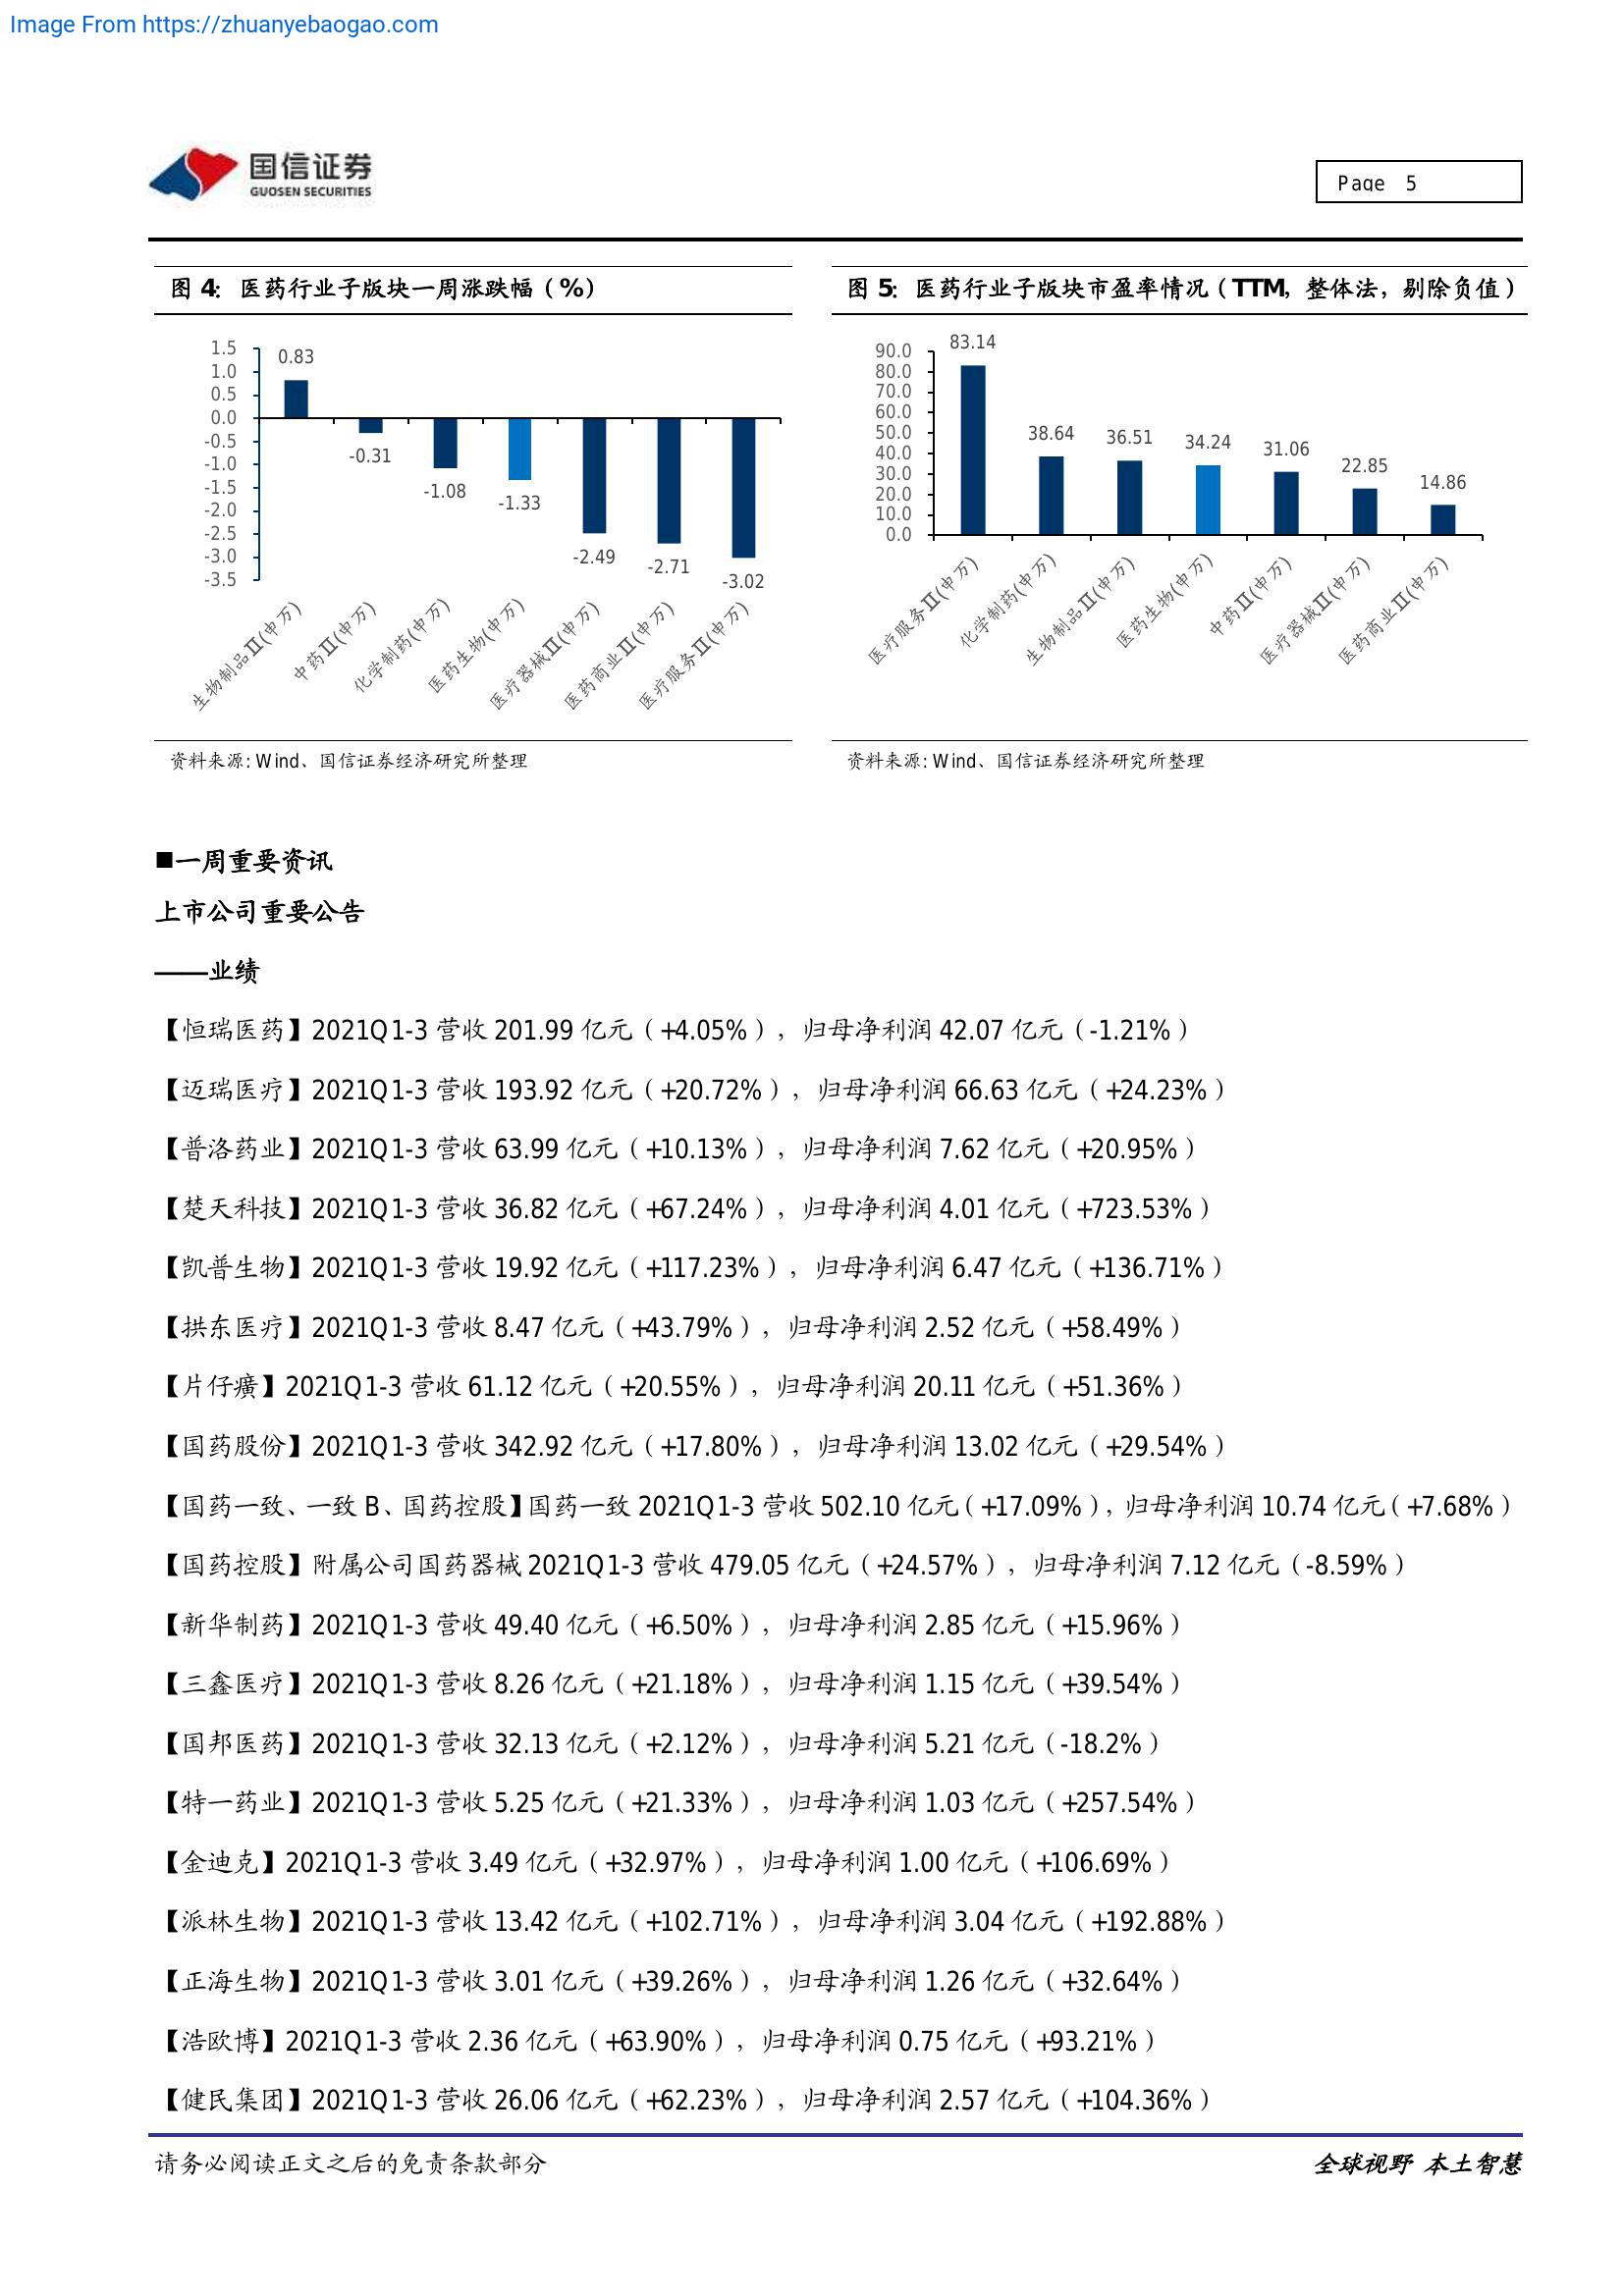 Image From https://zhuanyebaogao.com
国信证券
GUOSEN SECURITIES
Page 5
图 4：医药行业子版块一周涨跌幅（%）
1.5
1.0
0.5
0.0
-0.5
-1.0
-1.5
-2.0
-2.5
-3.0
-3.5
0.83
-0.31
-1.08
-1.33
-2.49
-2.71
-3.02
生物制品Ⅱ(申万)
中药Ⅱ(申万)
化学制药(申万)
医药生物(申万)
医疗器械Ⅱ(申万)
医药商业Ⅱ(申万)
医疗服务Ⅱ(申万)
资料来源：Wind、国信证券经济研究所整理
图 5：医药行业子版块市盈率情况（TTM，整体法，剔除负值）
90.0
80.0
70.0
60.0
50.0
40.0
30.0
20.0
10.0
0.0
83.14
38.64
36.51
34.24
31.06
22.85
14.86
医疗服务Ⅱ(申万)
化学制药(申万)
生物制品Ⅱ(申万)
医药生物(申万)
中药Ⅱ(申万)
医疗器械Ⅱ(申万)
医药商业Ⅱ(申万)
资料来源：Wind、国信证券经济研究所整理
■一周重要资讯
上市公司重要公告
——业绩
【恒瑞医药】2021Q1-3 营收 201.99 亿元（+4.05%），归母净利润 42.07 亿元（-1.21%）
【迈瑞医疗】2021Q1-3 营收 193.92 亿元（+20.72%），归母净利润 66.63 亿元（+24.23%）
【普洛药业】2021Q1-3 营收 63.99 亿元（+10.13%），归母净利润 7.62 亿元（+20.95%）
【楚天科技】2021Q1-3 营收 36.82 亿元（+67.24%），归母净利润 4.01 亿元（+723.53%）
【凯普生物】2021Q1-3 营收 19.92 亿元（+117.23%），归母净利润 6.47 亿元（+136.71%）
【拱东医疗】2021Q1-3 营收 8.47 亿元（+43.79%），归母净利润 2.52 亿元（+58.49%）
【片仔癀】2021Q1-3 营收 61.12 亿元（+20.55%），归母净利润 20.11 亿元（+51.36%）
【国药股份】2021Q1-3 营收 342.92 亿元（+17.80%），归母净利润 13.02 亿元（+29.54%）
【国药一致、一致 B、国药控股】国药一致 2021Q1-3 营收 502.10 亿元（+17.09%），归母净利润 10.74 亿元（+7.68%）
【国药控股】附属公司国药器械 2021Q1-3 营收 479.05 亿元（+24.57%），归母净利润 7.12 亿元（-8.59%）
【新华制药】2021Q1-3 营收 49.40 亿元（+6.50%），归母净利润 2.85 亿元（+15.96%）
【三鑫医疗】2021Q1-3 营收 8.26 亿元（+21.18%），归母净利润 1.15 亿元（+39.54%）
【国邦医药】2021Q1-3 营收 32.13 亿元（+2.12%），归母净利润 5.21 亿元（-18.2%）
【特一药业】2021Q1-3 营收 5.25 亿元（+21.33%），归母净利润 1.03 亿元（+257.54%）
【金迪克】2021Q1-3 营收 3.49 亿元（+32.97%），归母净利润 1.00 亿元（+106.69%）
【派林生物】2021Q1-3 营收 13.42 亿元（+102.71%），归母净利润 3.04 亿元（+192.88%）
【正海生物】2021Q1-3 营收 3.01 亿元（+39.26%），归母净利润 1.26 亿元（+32.64%）
【浩欧博】2021Q1-3 营收 2.36 亿元（+63.90%），归母净利润 0.75 亿元（+93.21%）
【健民集团】2021Q1-3 营收 26.06 亿元（+62.23%），归母净利润 2.57 亿元（+104.36%）
请务必阅读正文之后的免责条款部分
全球视野 本土智慧